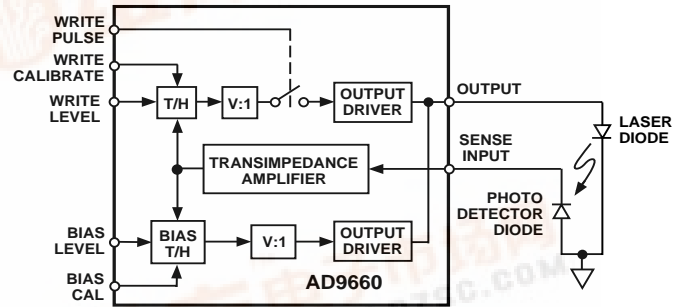 WRITE
PULSE
WRITE
CALIBRATE
WRITE
LEVEL
T/H
V:1
OUTPUT
DRIVER
OUTPUT
LASER
DIODE
SENSE
INPUT
TRANSIMPEDANCE
AMPLIFIER
PHOTO
DETECTOR
DIODE
BIAS
LEVEL
BIAS
T/H
V:1
OUTPUT
DRIVER
BIAS
CAL
AD9660